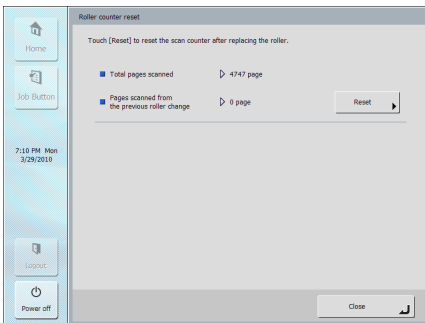 Roller counter reset
Home
Touch [Reset] to reset the scan counter after replacing the roller.
Total pages scanned
4747 page
Job Button
Pages scanned from
the previous roller change
0 page
Reset
7:10 PM Mon
3/29/2010
Logout
Power off
Close